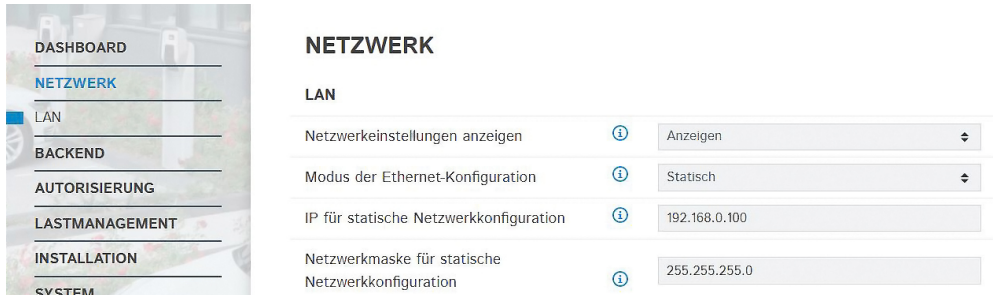 DASHBOARD
NETZWERK
LAN
BACKEND
AUTORISIERUNG
LASTMANAGEMENT
INSTALLATION
SYSTEM
NETZWERK
LAN
Netzwerkeinstellungen anzeigen
Anzeigen
Modus der Ethernet-Konfiguration
Statisch
IP für statische Netzwerkkonfiguration
192.168.0.100
Netzwerkmaske für statische
Netzwerkkonfiguration
255.255.255.0